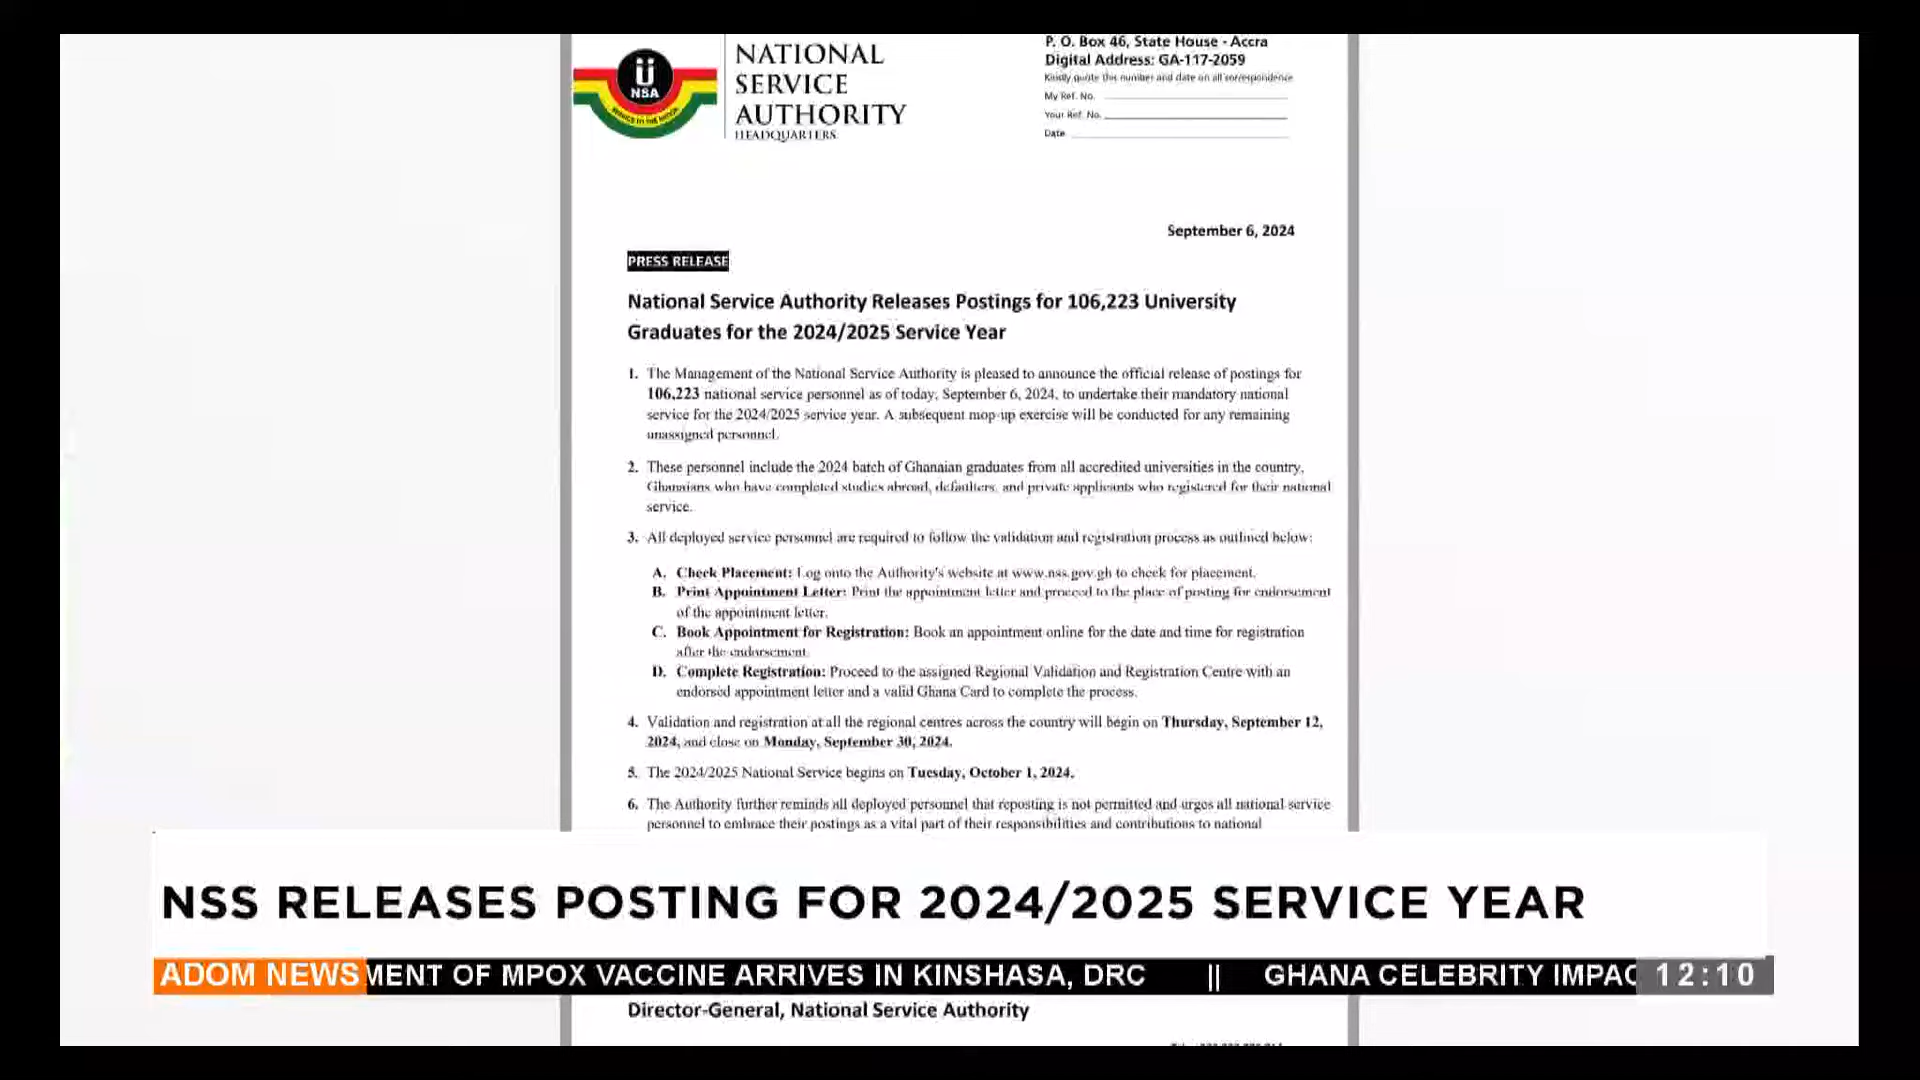 NSA
NATIONAL
SERVICE
AUTHORITY
HEADQUARTERS
P. O. Box 46, State House - Accra
Digital Address: GA-117-2059
Kindly quote this number and date on all correspondence
My Ref. No.
Your Ref. No.
Date
September 6, 2024
PRESS RELEASE
National Service Authority Releases Postings for 106,223 University
Graduates for the 2024/2025 Service Year
1. The Management of the National Service Authority is pleased to announce the official release of postings for
106,223 national service personnel as of today, September 6, 2024, to undertake their mandatory national
service for the 2024/2025 service year. A subsequent mop-up exercise will be conducted for any remaining
unassigned personnel.
2. These personnel include the 2024 batch of Ghanaian graduates from all accredited universities in the country,
Ghanaians who have completed studies abroad, defaulters, and private applicants who registered for their national
service.
3. All deployed service personnel are required to follow the validation and registration process as outlined below:
A. Check Placement: Log onto the Authority's website at www.nss.gov.gh to check for placement.
B. Print Appointment Letter: Print the appointment letter and proceed to the place of posting for endorsement
of the appointment letter.
C. Book Appointment for Registration: Book an appointment online for the date and time for registration
after the endorsement.
D. Complete Registration: Proceed to the assigned Regional Validation and Registration Centre with an
endorsed appointment letter and a valid Ghana Card to complete the process.
4. Validation and registration at all the regional centres across the country will begin on Thursday, September 12,
2024, and close on Monday, September 30, 2024.
5. The 2024/2025 National Service begins on Tuesday, October 1, 2024.
6. The Authority further reminds all deployed personnel that reposting is not permitted and urges all national service
personnel to embrace their postings as a vital part of their responsibilities and contributions to national
NSS RELEASES POSTING FOR 2024/2025 SERVICE YEAR
ADOM NEWS MENT OF MPOX VACCINE ARRIVES IN KINSHASA, DRC || GHANA CELEBRITY IMPAC 12:10
Director-General, National Service Authority